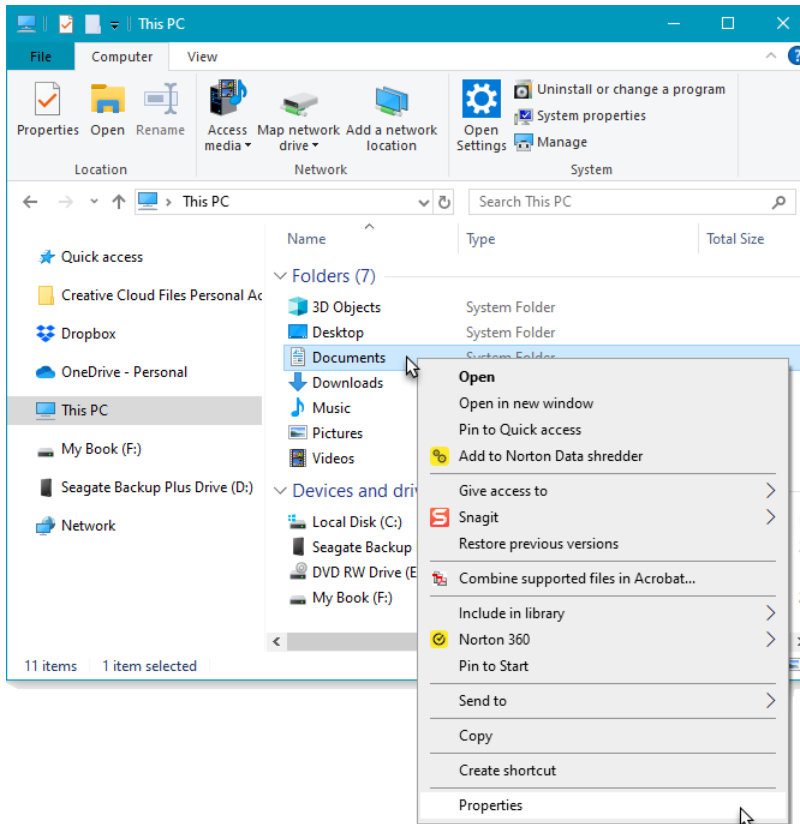 This PC
File Computer View
Properties Open Rename Access media Map network drive Add a network location Open Settings Uninstall or change a program
System properties
Manage
Location Network System
This PC Search This PC
Name Type Total Size
Quick access
Creative Cloud Files Personal Ac
Dropbox
OneDrive - Personal
This PC
My Book (F:)
Seagate Backup Plus Drive (D:)
Network
Folders (7)
3D Objects System Folder
Desktop System Folder
Documents System Folder
Downloads
Music
Pictures
Videos
Devices and driv
Local Disk (C:)
Seagate Backup
DVD RW Drive (E
My Book (F:)
11 items 1 item selected
Open
Open in new window
Pin to Quick access
Add to Norton Data shredder
Give access to
Snagit
Restore previous versions
Combine supported files in Acrobat...
Include in library
Norton 360
Pin to Start
Send to
Copy
Create shortcut
Properties